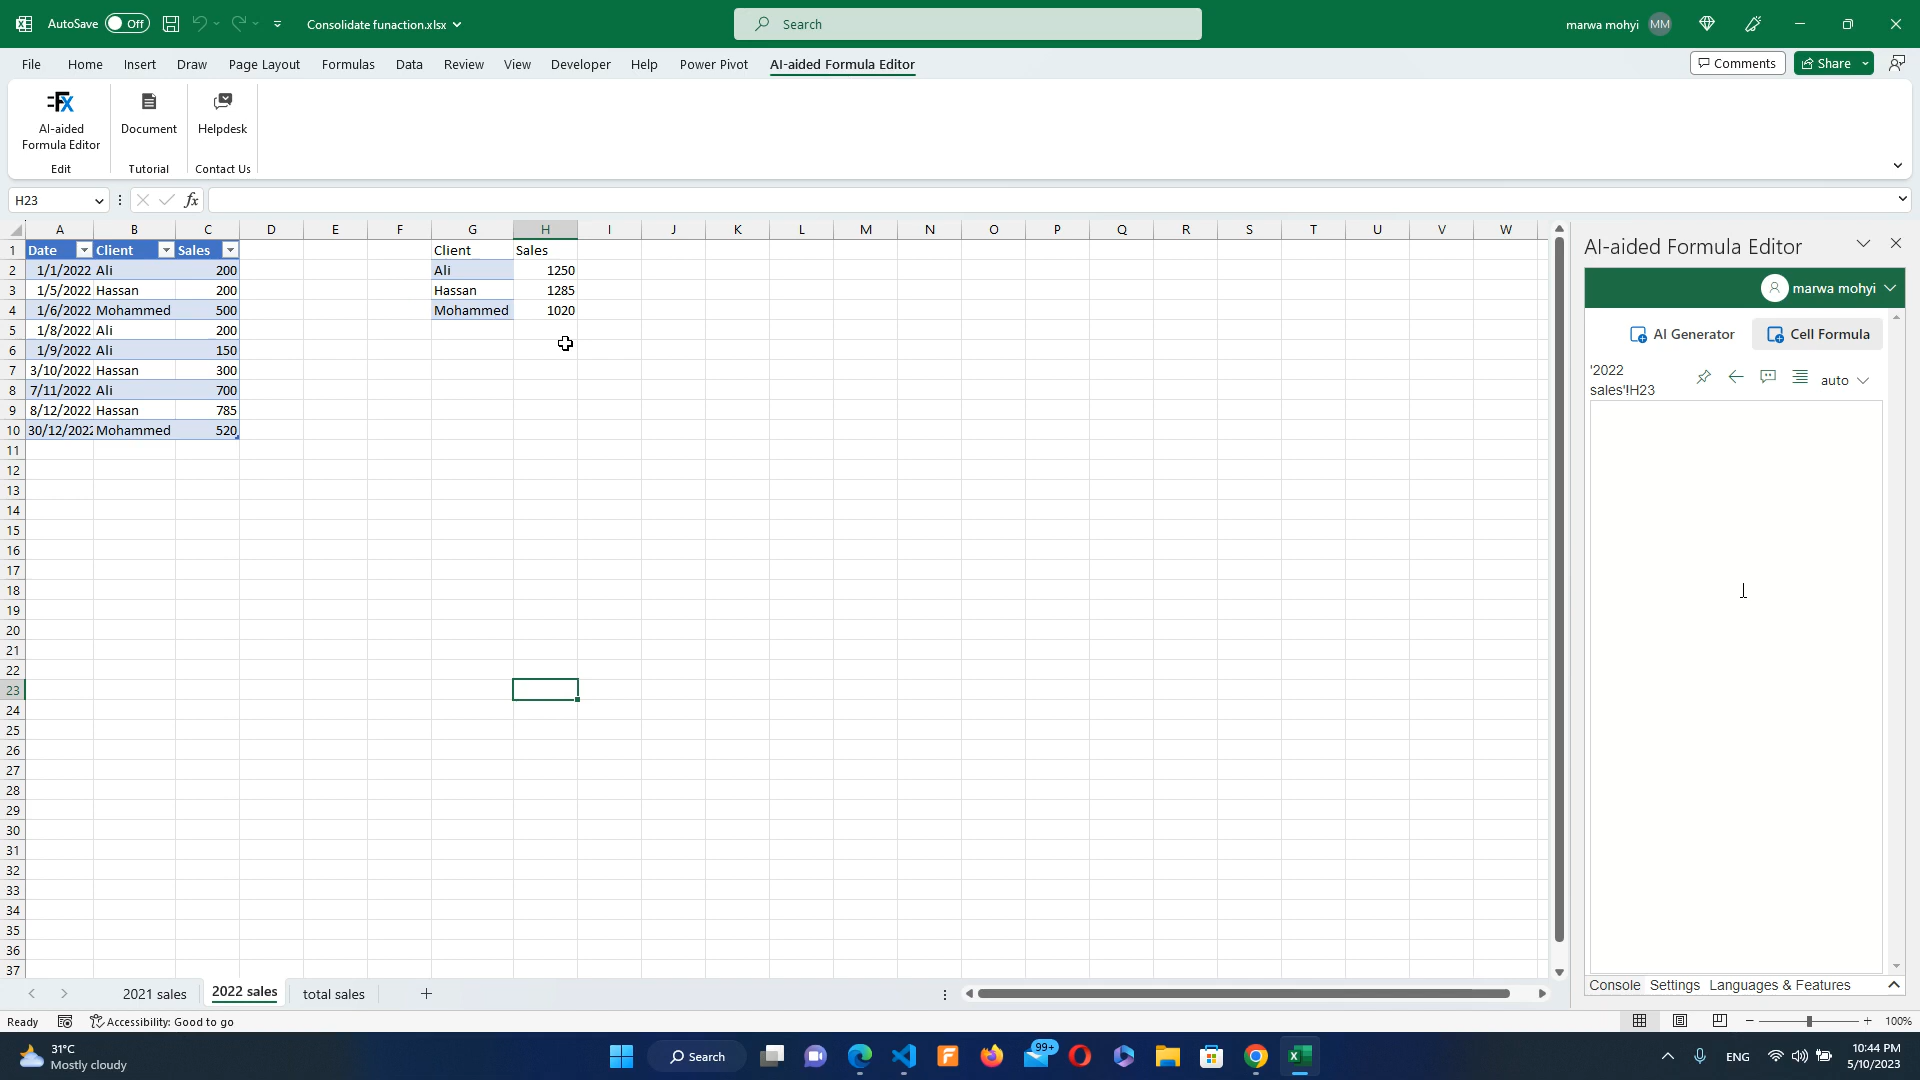 AutoSave Off Consolidate funaction.xlsx Search marwa mohyi MM
File Home Insert Draw Page Layout Formulas Data Review View Developer Help Power Pivot AI-aided Formula Editor Comments Share
AI-aided Formula Editor Document Helpdesk
Edit Tutorial Contact Us
H23 fx
A B C D E F G H I J K L M N O P Q R S T U V W
1 Date Client Sales Client Sales
2 1/1/2022 Ali 200 Ali 1250
3 1/5/2022 Hassan 200 Hassan 1285
4 1/6/2022 Mohammed 500 Mohammed 1020
5 1/8/2022 Ali 200
6 1/9/2022 Ali 150
7 3/10/2022 Hassan 300
8 7/11/2022 Ali 700
9 8/12/2022 Hassan 785
10 30/12/2022 Mohammed 520
11
12
13
14
15
16
17
18
19
20
21
22
23
24
25
26
27
28
29
30
31
32
33
34
35
36
37
AI-aided Formula Editor
marwa mohyi
AI Generator Cell Formula
'2022
sales'!H23 auto
Console Settings Languages & Features
2021 sales 2022 sales total sales
Ready Accessibility: Good to go 100%
31°C
Mostly cloudy
Search 99+ ENG
10:44 PM
5/10/2023